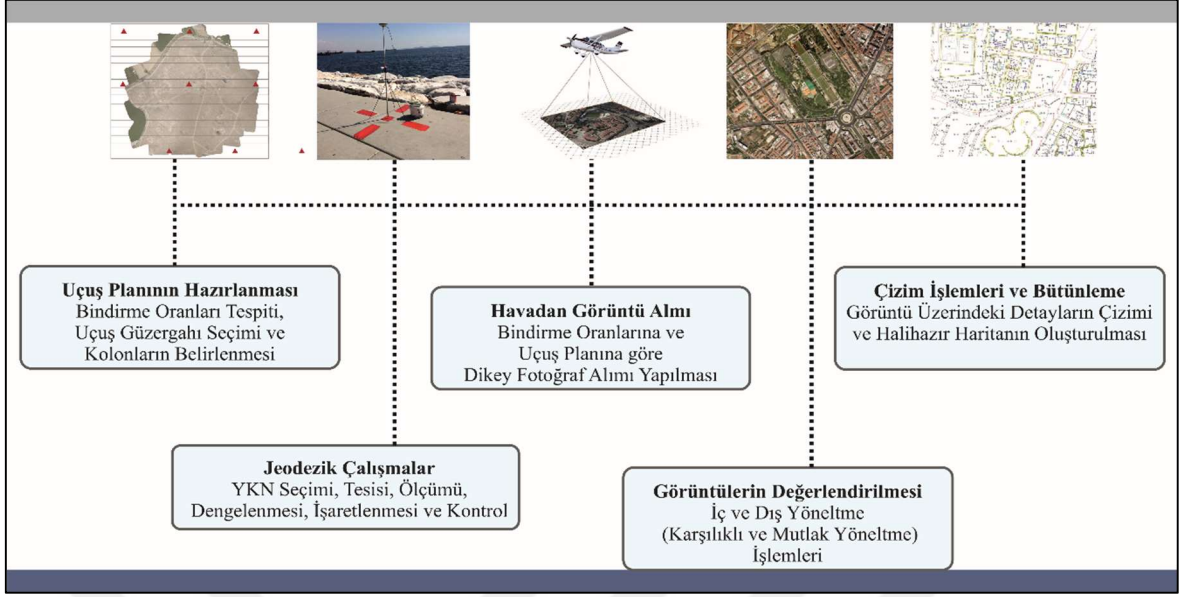 Uçuş Planının Hazırlanması
Bindirme Oranları Tespiti,
Uçuş Güzergahı Seçimi ve
Kolonların Belirlenmesi
Jeodezik Çalışmalar
YKN Seçimi, Tesisi, Ölçümü,
Dengelenmesi, İşaretlenmesi ve Kontrol
Havadan Görüntü Alımı
Bindirme Oranlarına ve
Uçuş Planına göre
Dikey Fotoğraf Alımı Yapılması
Görüntülerin Değerlendirilmesi
İç ve Dış Yöneltme
(Karşılıklı ve Mutlak Yöneltme)
İşlemleri
Çizim İşlemleri ve Bütünleme
Görüntü Üzerindeki Detayların Çizimi
ve Halihazır Haritanın Oluşturulması